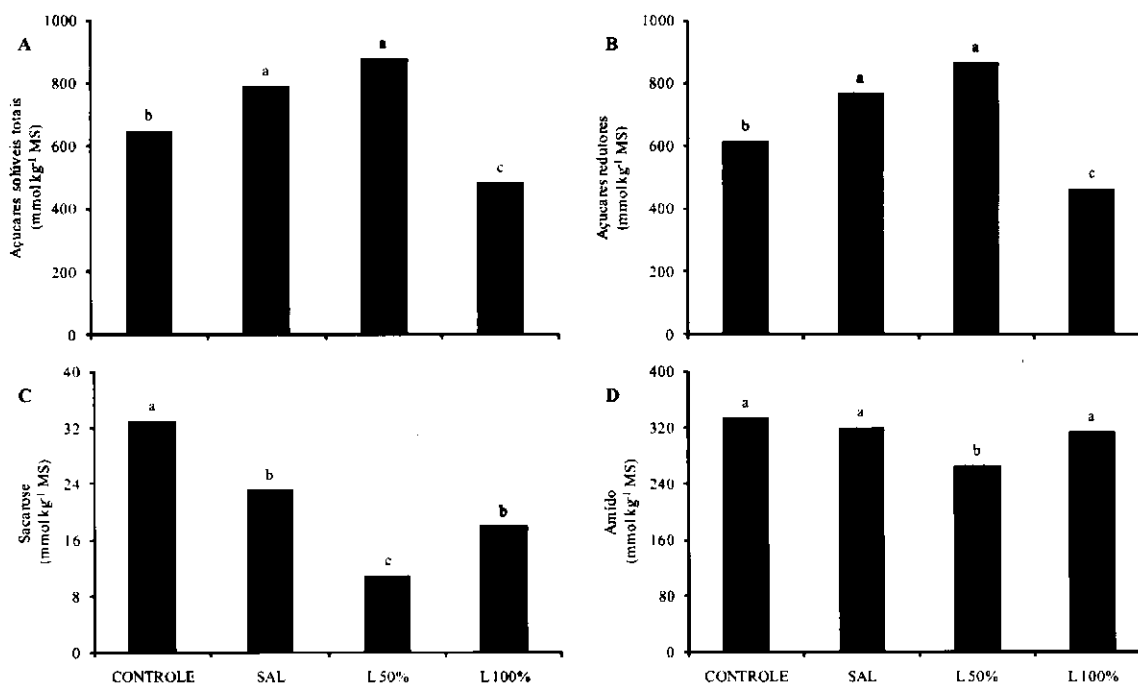 A
Açucares solúveis totais
(mmol kg-1 MS)
1000
800
600
400
200
0
b
a
a
c
B
Açucares redutores
(mmol kg-1 MS)
1000
800
600
400
200
0
b
a
a
c
C
Sacarose
(mmol kg-1 MS)
40
32
24
16
8
0
a
b
c
b
CONTROLE SAL L 50% L 100%
D
Amido
(mmol kg-1 MS)
400
320
240
160
80
0
a
a
b
a
CONTROLE SAL L 50% L 100%